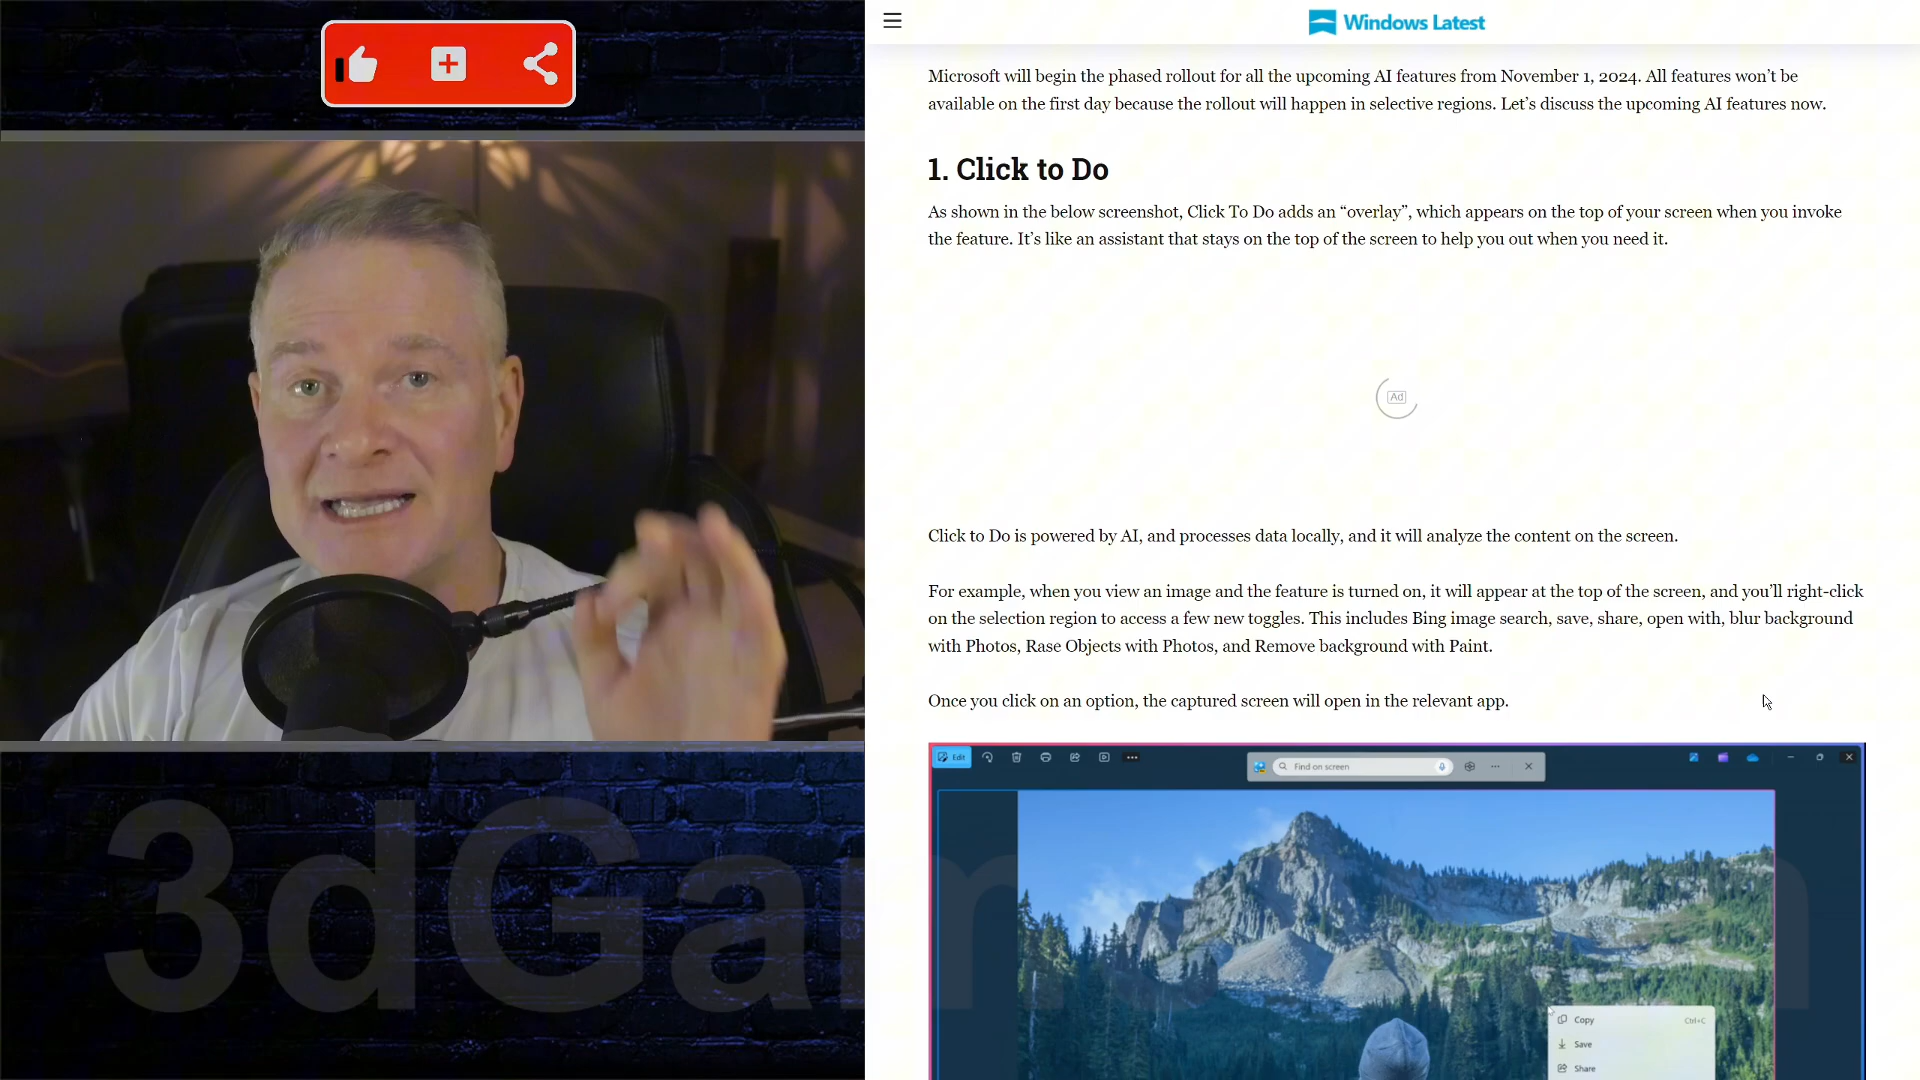 Windows Latest
Microsoft will begin the phased rollout for all the upcoming AI features from November 1, 2024. All features won’t be
available on the first day because the rollout will happen in selective regions. Let’s discuss the upcoming AI features now.
1. Click to Do
As shown in the below screenshot, Click To Do adds an “overlay”, which appears on the top of your screen when you invoke
the feature. It’s like an assistant that stays on the top of the screen to help you out when you need it.
Ad
Click to Do is powered by AI, and processes data locally, and it will analyze the content on the screen.
For example, when you view an image and the feature is turned on, it will appear at the top of the screen, and you’ll right-click
on the selection region to access a few new toggles. This includes Bing image search, save, share, open with, blur background
with Photos, Rase Objects with Photos, and Remove background with Paint.
Once you click on an option, the captured screen will open in the relevant app.
Edit
Find on screen
Copy Ctrl+C
Save
Share
3dGam